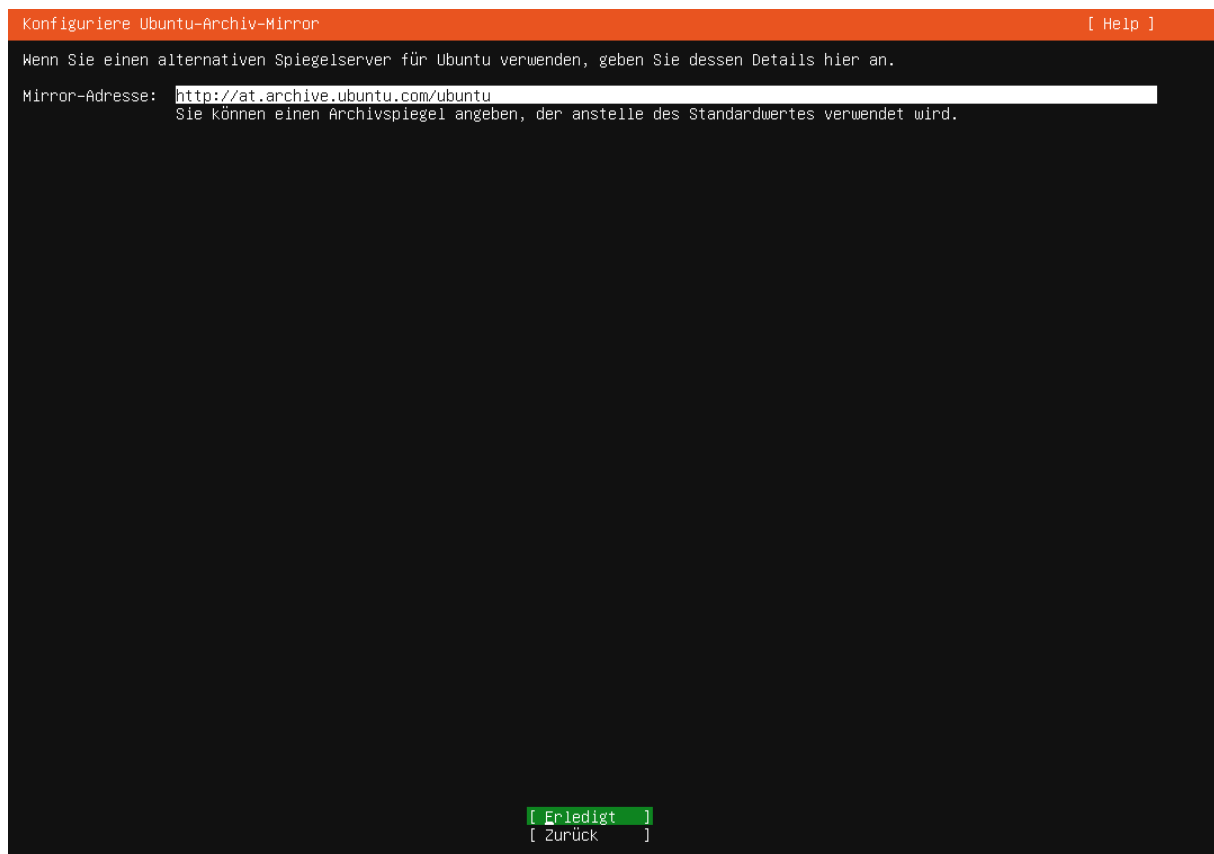 Konfiguriere Ubuntu-Archiv-Mirror [ Help ]
Wenn Sie einen alternativen Spiegelserver für Ubuntu verwenden, geben Sie dessen Details hier an.
Mirror-Adresse: http://at.archive.ubuntu.com/ubuntu
Sie können einen Archivspiegel angeben, der anstelle des Standardwertes verwendet wird.
[ Erledigt ]
[ Zurück ]